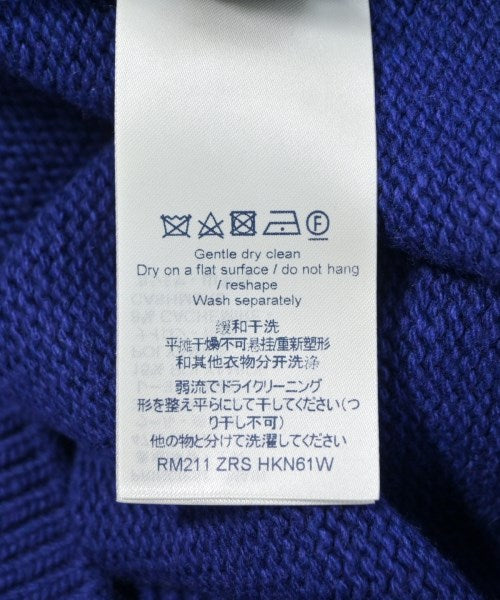 F
Gentle dry clean
Dry on a flat surface / do not hang
/ reshape
Wash separately
缓和干洗
平摊干燥不可悬挂/重新塑形
和其他衣物分开洗涤
弱流でドライクリーニング
形を整え平らにして干してください(つ
り干し不可)
他の物と分けて洗濯してください
RM211 ZRS HKN61W